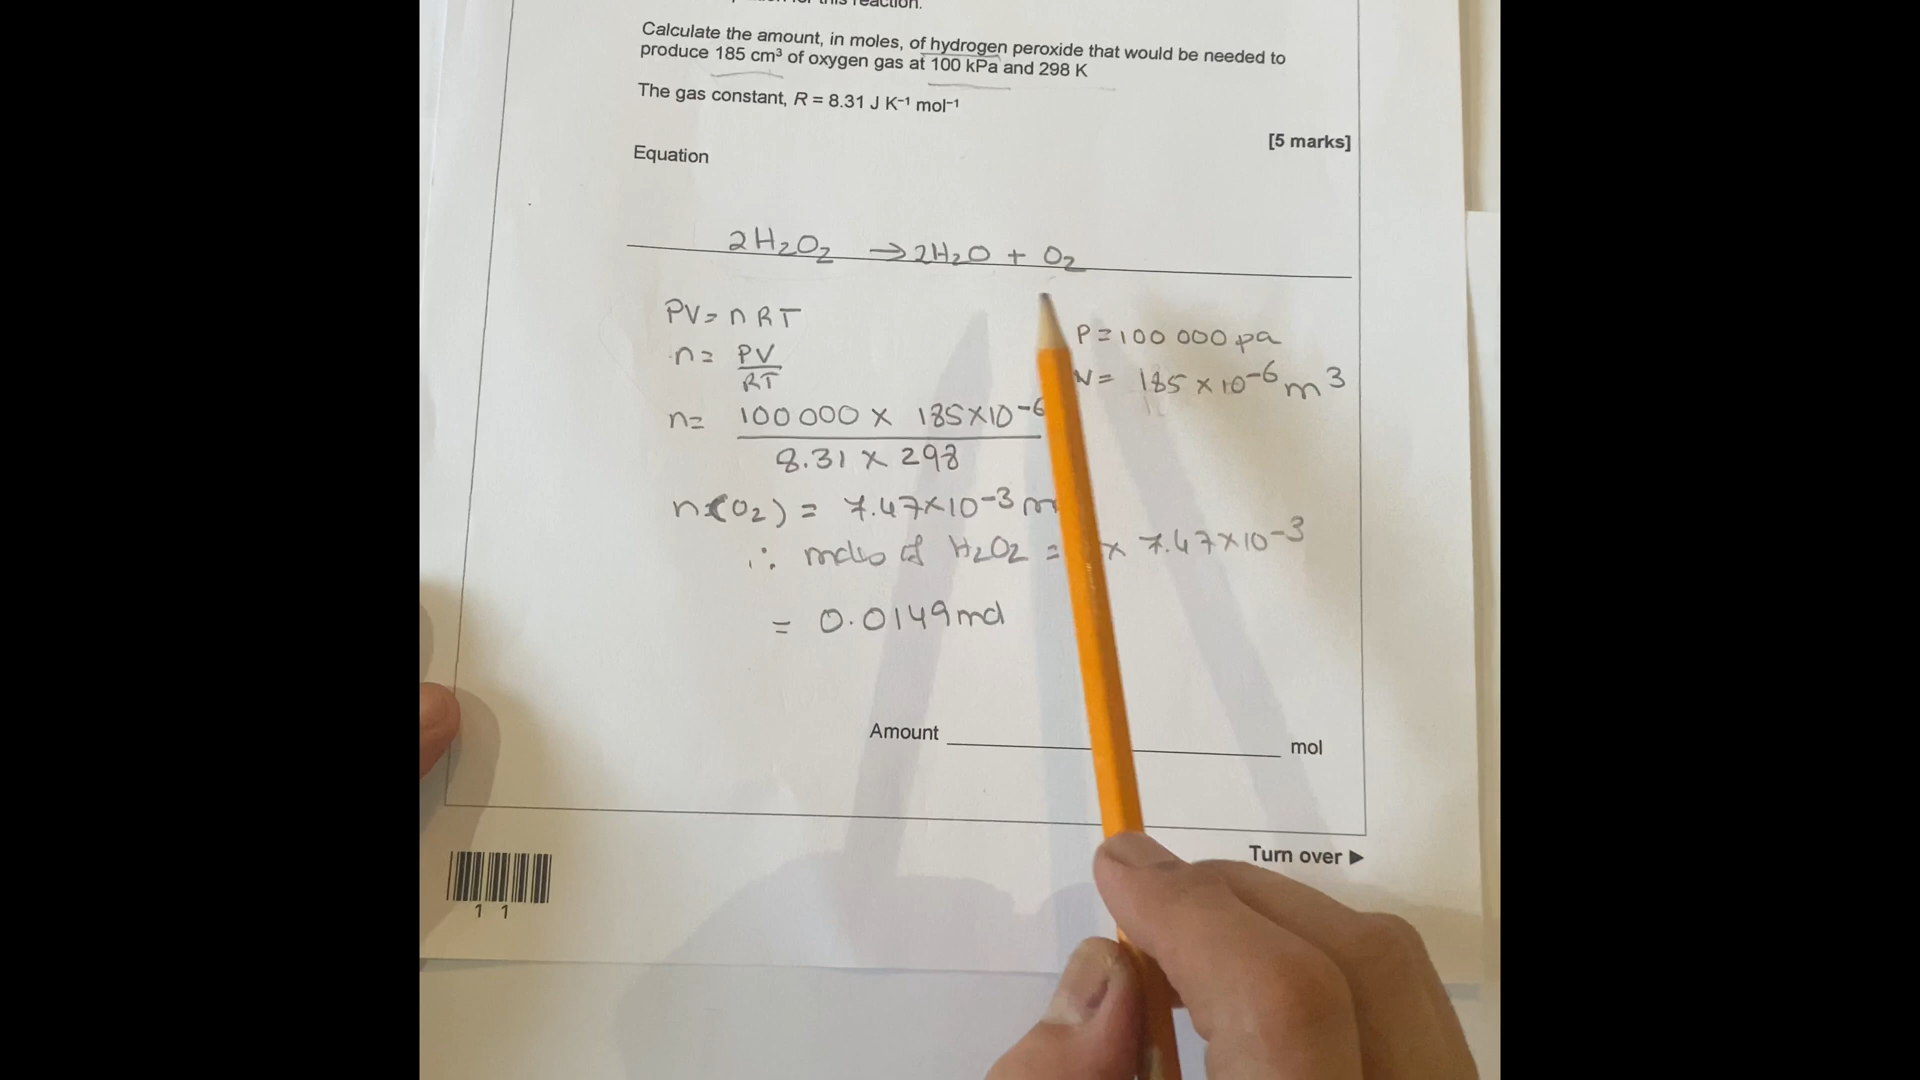 for this reaction.
Calculate the amount, in moles, of hydrogen peroxide that would be needed to
produce 185 cm³ of oxygen gas at 100 kPa and 298 K
The gas constant, R = 8.31 J K⁻¹ mol⁻¹
[5 marks]
Equation
2H₂O₂ → 2H₂O + O₂
PV = nRT
P = 100 000 pa
n = PV/RT
V = 185 × 10⁻⁶ m³
n = 100 000 × 185×10⁻⁶
8.31 × 298
n(O₂) = 7.47×10⁻³ m
∴ moles of H₂O₂ = × 7.47×10⁻³
= 0.0149 mol
Amount mol
Turn over ►
1 1